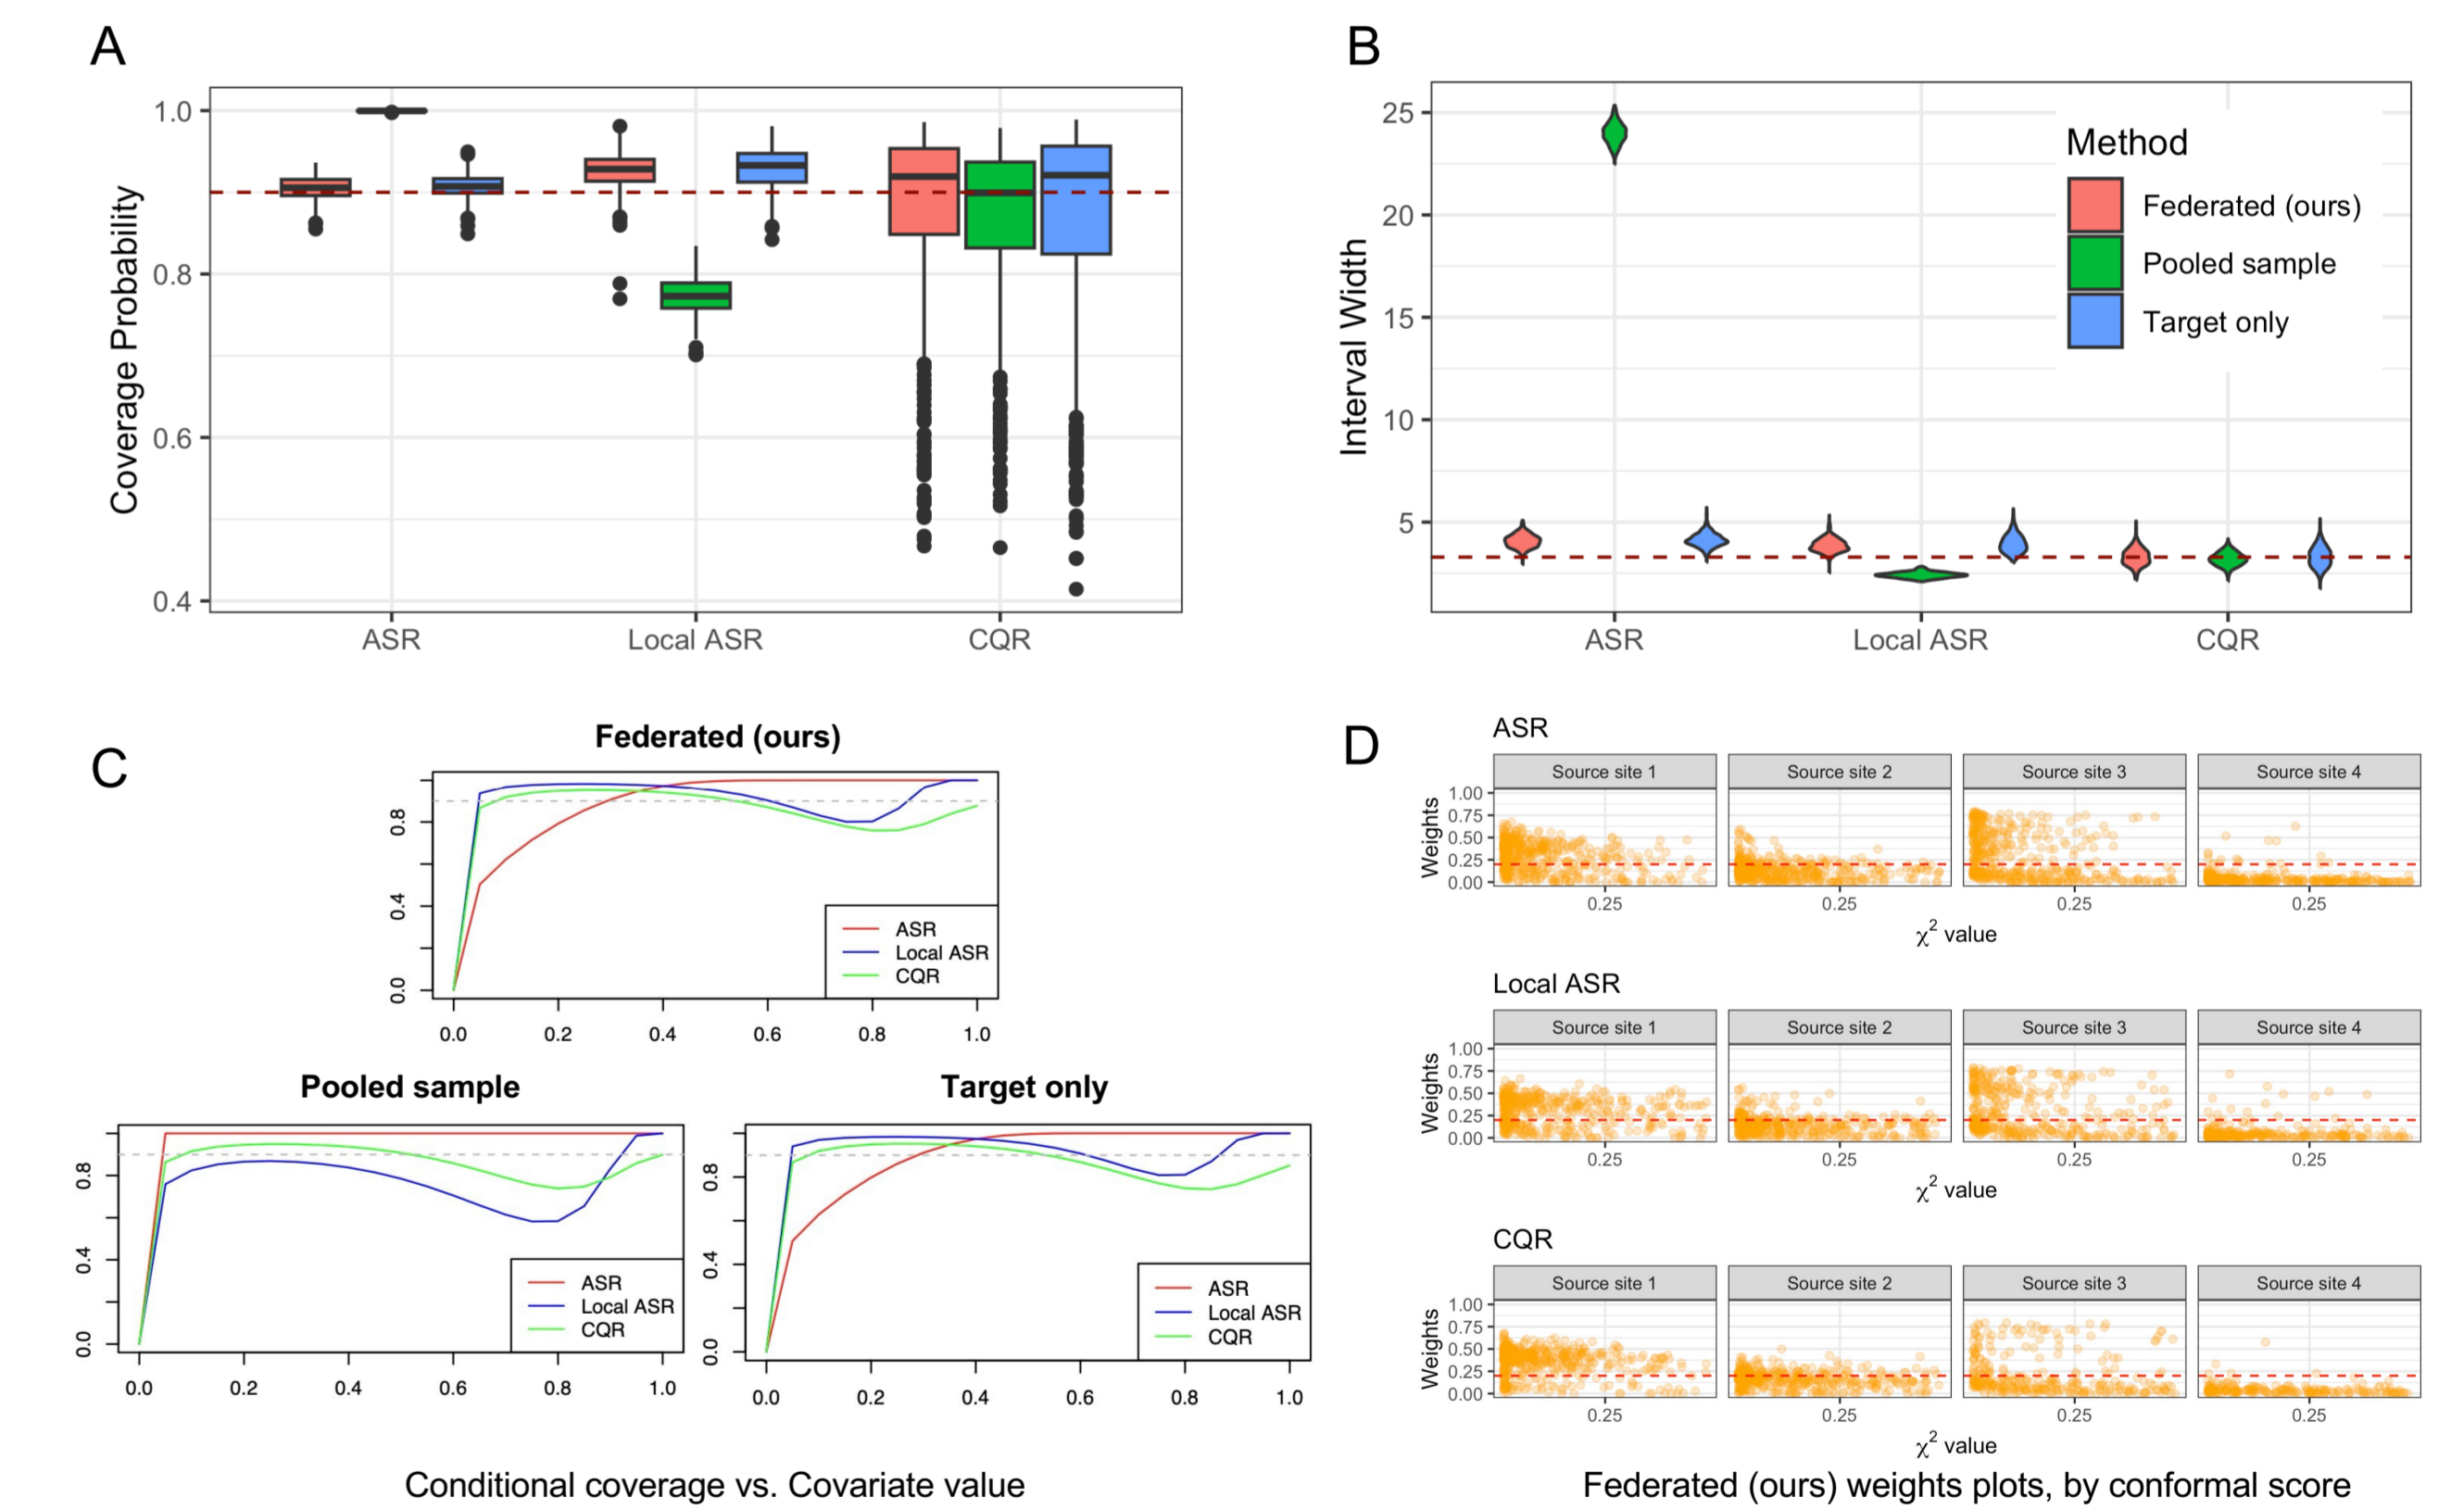 A
Coverage Probability
1.0
0.8
0.6
0.4
ASR
Local ASR
CQR
B
Interval Width
25
20
15
10
5
ASR
Local ASR
CQR
Method
Federated (ours)
Pooled sample
Target only
C
Federated (ours)
0.8
0.4
0.0
ASR
Local ASR
CQR
0.0 0.2 0.4 0.6 0.8 1.0
Pooled sample
0.8
0.4
0.0
ASR
Local ASR
CQR
0.0 0.2 0.4 0.6 0.8 1.0
Target only
0.8
0.4
0.0
ASR
Local ASR
CQR
0.0 0.2 0.4 0.6 0.8 1.0
Conditional coverage vs. Covariate value
D
ASR
Source site 1 Source site 2 Source site 3 Source site 4
Weights
1.00
0.75
0.50
0.25
0.00
0.25 0.25 0.25 0.25
χ² value
Local ASR
Source site 1 Source site 2 Source site 3 Source site 4
Weights
1.00
0.75
0.50
0.25
0.00
0.25 0.25 0.25 0.25
χ² value
CQR
Source site 1 Source site 2 Source site 3 Source site 4
Weights
1.00
0.75
0.50
0.25
0.00
0.25 0.25 0.25 0.25
χ² value
Federated (ours) weights plots, by conformal score